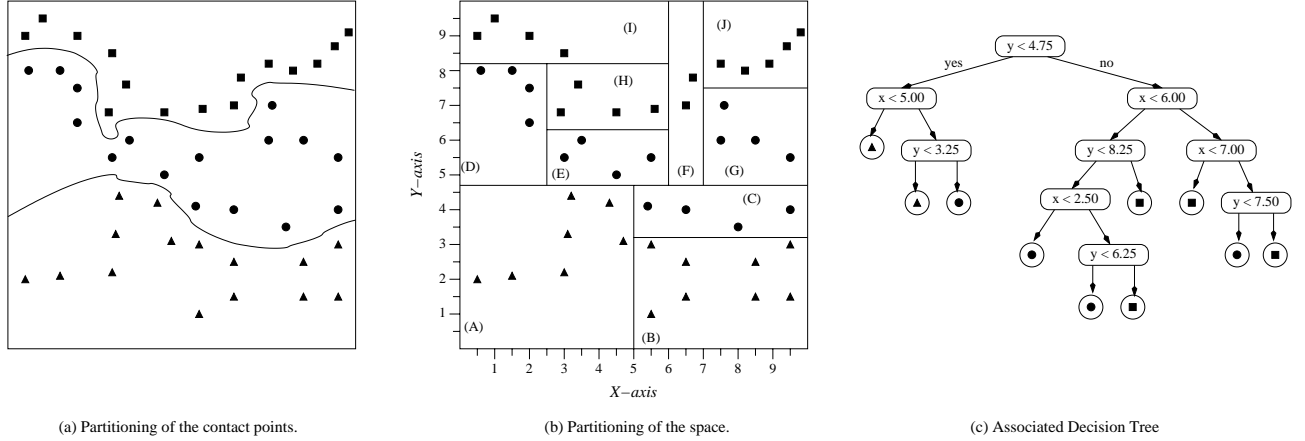 (I)
(J)
(H)
(D)
(E)
(F)
(G)
(C)
(A)
(B)
9
8
7
6
5
4
3
2
1
Y-axis
1 2 3 4 5 6 7 8 9
X-axis
y < 4.75
yes no
x < 5.00 x < 6.00
y < 3.25 y < 8.25 x < 7.00
x < 2.50 y < 7.50
y < 6.25
(a) Partitioning of the contact points.
(b) Partitioning of the space.
(c) Associated Decision Tree